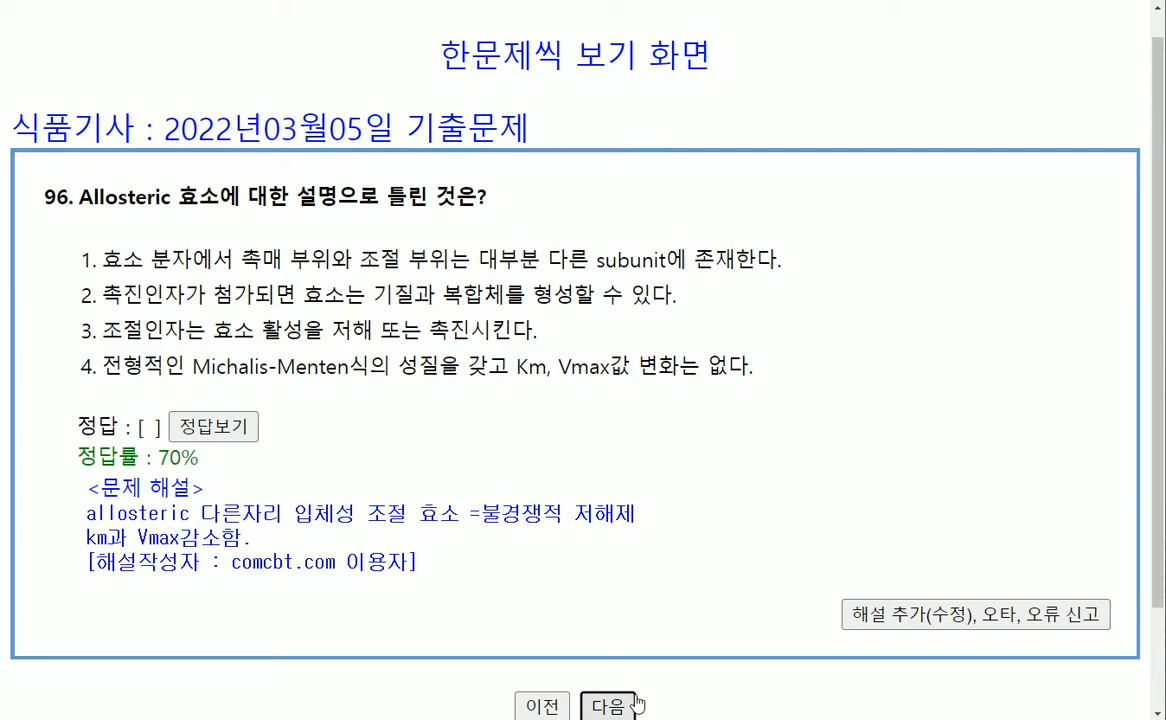 한문제씩 보기 화면
식품기사 : 2022년03월05일 기출문제
96. Allosteric 효소에 대한 설명으로 틀린 것은?
1. 효소 분자에서 촉매 부위와 조절 부위는 대부분 다른 subunit에 존재한다.
2. 촉진인자가 첨가되면 효소는 기질과 복합체를 형성할 수 있다.
3. 조절인자는 효소 활성을 저해 또는 촉진시킨다.
4. 전형적인 Michalis-Menten식의 성질을 갖고 Km, Vmax값 변화는 없다.
정답 : [ ] 정답보기
정답률 : 70%
<문제 해설>
allosteric 다른자리 입체성 조절 효소 =불경쟁적 저해제
km과 Vmax감소함.
[해설작성자 : comcbt.com 이용자]
해설 추가(수정), 오타, 오류 신고
이전 다음